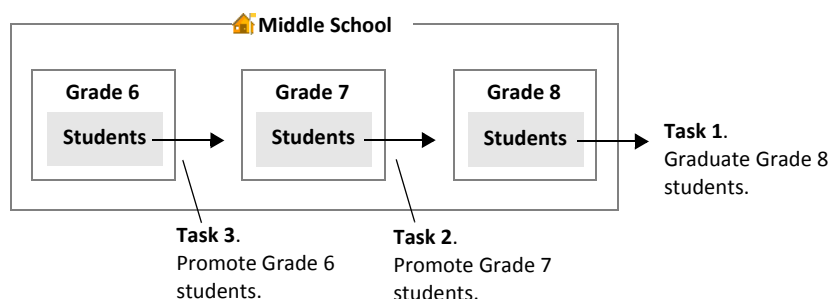 Middle School
Grade 6
Grade 7
Grade 8
Students
Students
Students
Task 1.
Graduate Grade 8
students.
Task 3.
Promote Grade 6
students.
Task 2.
Promote Grade 7
students.